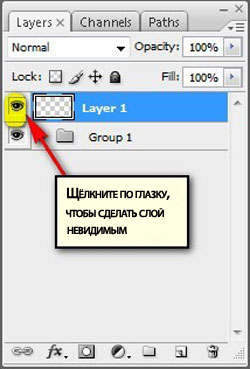 Layers × Channels Paths
Normal Opacity: 100%
Lock: Fill: 100%
Layer 1
Group 1
Щёлкните по глазку,
чтобы сделать слой
невидимым
fx.